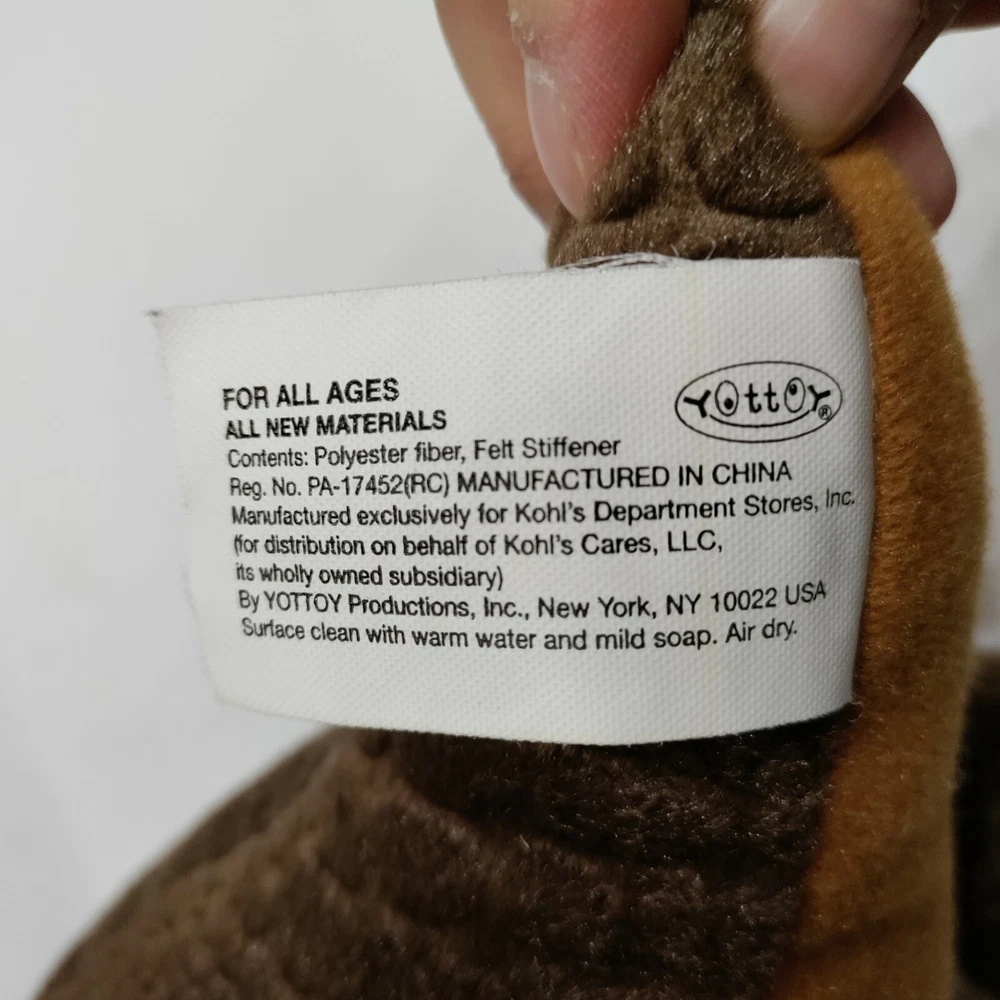 YOttOY®
FOR ALL AGES
ALL NEW MATERIALS
Contents: Polyester fiber, Felt Stiffener
Reg. No. PA-17452(RC) MANUFACTURED IN CHINA
Manufactured exclusively for Kohl's Department Stores, Inc.
(for distribution on behalf of Kohl's Cares, LLC,
its wholly owned subsidiary)
By YOTTOY Productions, Inc., New York, NY 10022 USA
Surface clean with warm water and mild soap. Air dry.